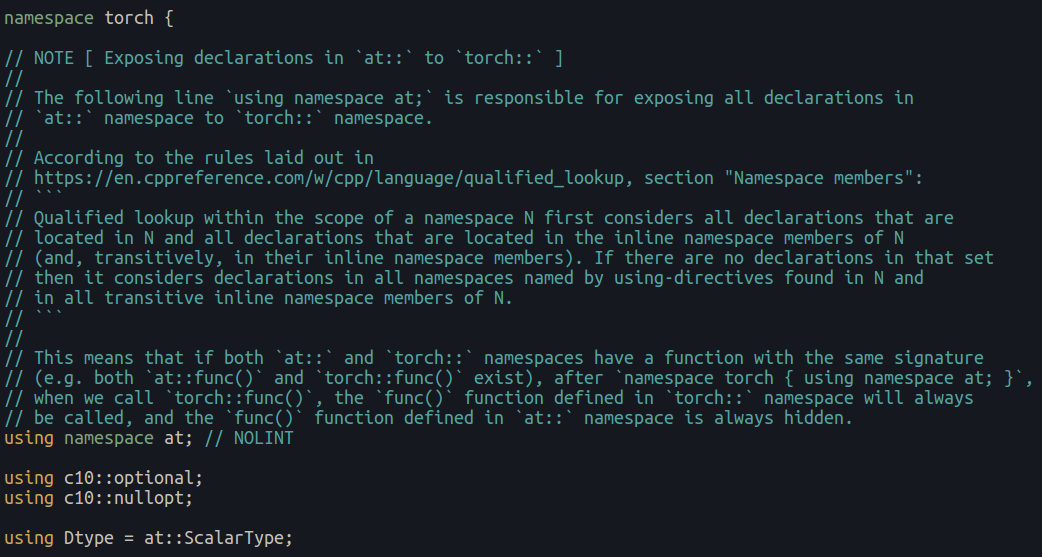 namespace torch {
// NOTE [ Exposing declarations in `at::` to `torch::` ]
//
// The following line `using namespace at;` is responsible for exposing all declarations in
// `at::` namespace to `torch::` namespace.
//
// According to the rules laid out in
// https://en.cppreference.com/w/cpp/language/qualified_lookup, section "Namespace members":
// ```
// Qualified lookup within the scope of a namespace N first considers all declarations that are
// located in N and all declarations that are located in the inline namespace members of N
// (and, transitively, in their inline namespace members). If there are no declarations in that set
// then it considers declarations in all namespaces named by using-directives found in N and
// in all transitive inline namespace members of N.
// ```
//
// This means that if both `at::` and `torch::` namespaces have a function with the same signature
// (e.g. both `at::func()` and `torch::func()` exist), after `namespace torch { using namespace at; }`,
// when we call `torch::func()`, the `func()` function defined in `torch::` namespace will always
// be called, and the `func()` function defined in `at::` namespace is always hidden.
using namespace at; // NOLINT
using c10::optional;
using c10::nullopt;
using Dtype = at::ScalarType;